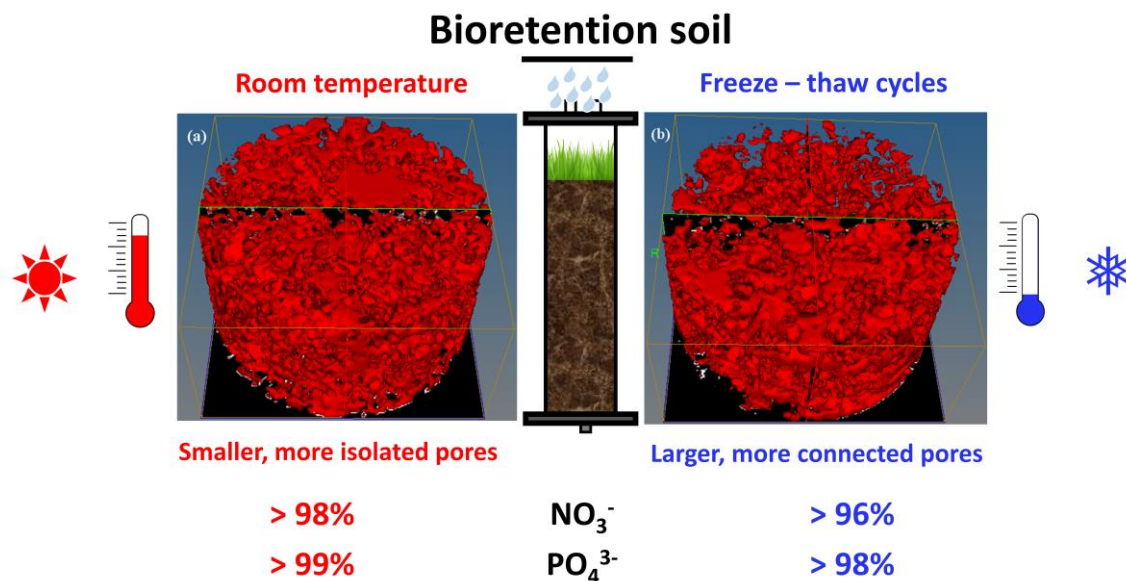 Bioretention soil
Room temperature
Freeze – thaw cycles
(a)
(b)
R
Smaller, more isolated pores
Larger, more connected pores
> 98% NO₃⁻ > 96%
> 99% PO₄³⁻ > 98%